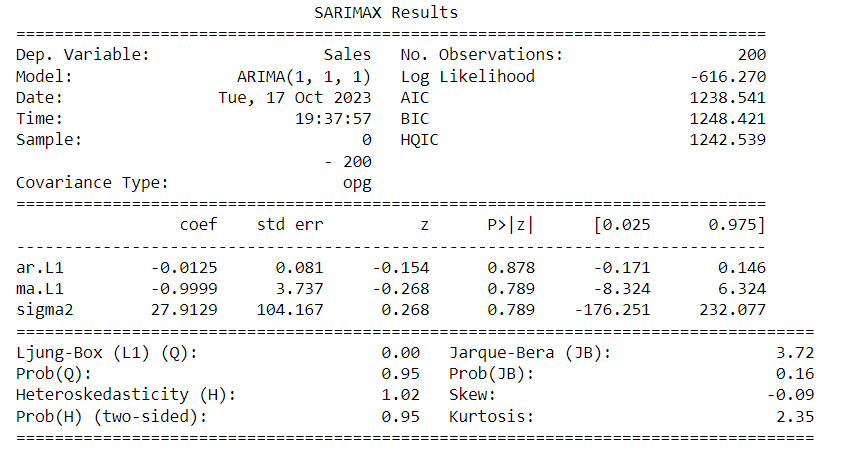 SARIMAX Results
==============================================================================
Dep. Variable:                  Sales   No. Observations:                  200
Model:                 ARIMA(1, 1, 1)   Log Likelihood                -616.270
Date:                Tue, 17 Oct 2023   AIC                           1238.541
Time:                        19:37:57   BIC                           1248.421
Sample:                             0   HQIC                          1242.539
                                - 200
Covariance Type:                  opg
==============================================================================
                 coef    std err          z      P>|z|      [0.025      0.975]
------------------------------------------------------------------------------
ar.L1         -0.0125      0.081     -0.154      0.878      -0.171       0.146
ma.L1         -0.9999      3.737     -0.268      0.789      -8.324       6.324
sigma2        27.9129    104.167      0.268      0.789    -176.251     232.077
===================================================================================
Ljung-Box (L1) (Q):                   0.00   Jarque-Bera (JB):                 3.72
Prob(Q):                              0.95   Prob(JB):                         0.16
Heteroskedasticity (H):               1.02   Skew:                            -0.09
Prob(H) (two-sided):                  0.95   Kurtosis:                         2.35
===================================================================================